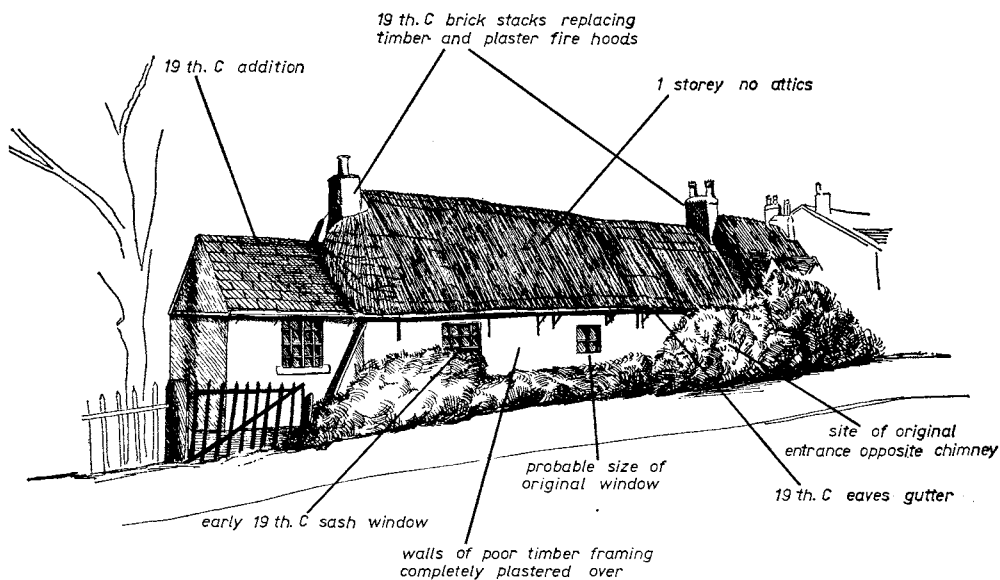 19 th. C brick stacks replacing
timber and plaster fire hoods
19 th. C addition
1 storey no attics
site of original
entrance opposite chimney
probable size of
original window
19 th. C eaves gutter
early 19 th. C sash window
walls of poor timber framing
completely plastered over